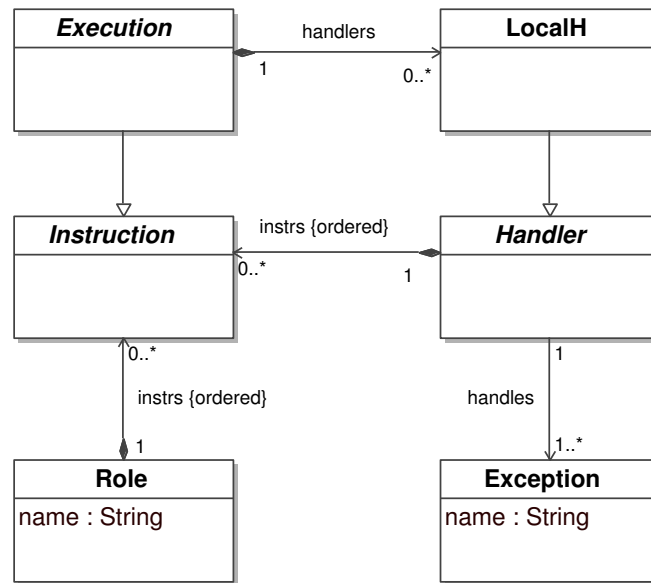 Execution
handlers
LocalH
1
0..*
Instruction
instrs {ordered}
Handler
0..*
1
0..*
1
instrs {ordered}
handles
1
1..*
Role
Exception
name : String
name : String